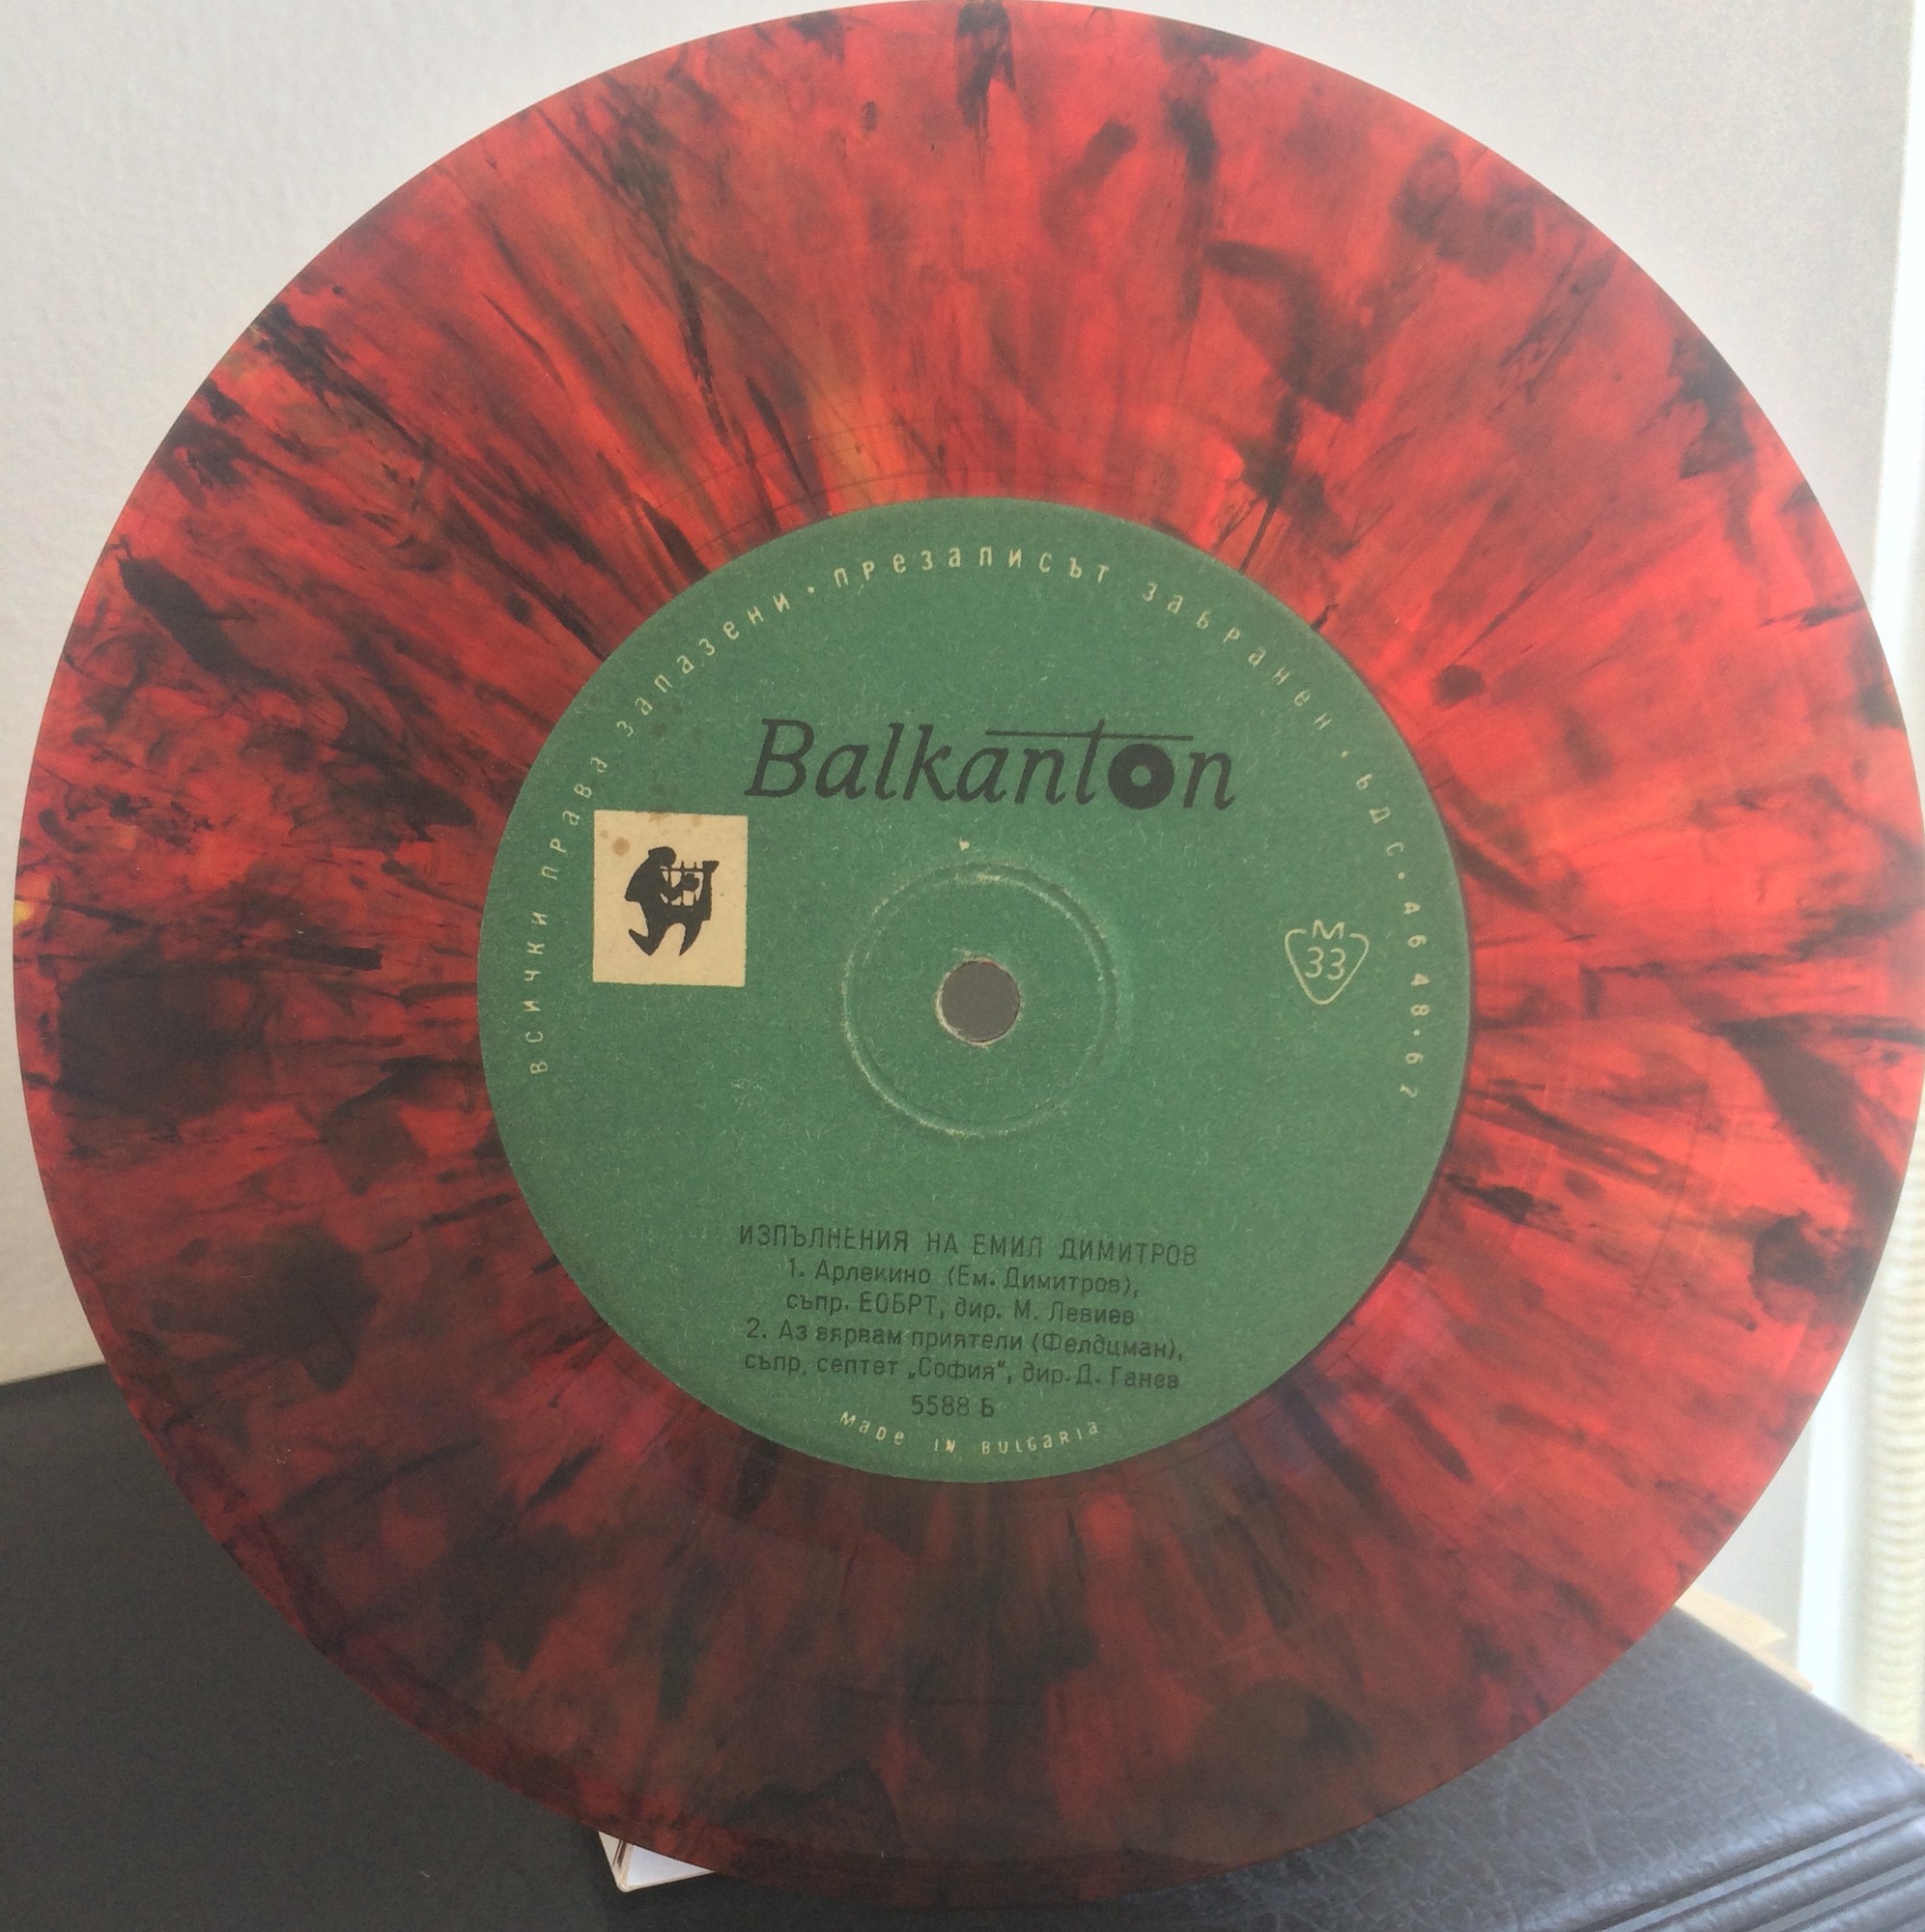 всички права запазени · презаписът забранен · БДС · 4648·62
Balkanton
М
33
ИЗПЪЛНЕНИЯ НА ЕМИЛ ДИМИТРОВ
1. Арлекино (Ем. Димитров),
съпр. ЕОБРТ, дир. М. Левиев
2. Аз вярвам приятели (Фелдцман),
съпр. септет „София“, дир. Д. Ганев
5588 Б
MaDe IN BULGaRIa